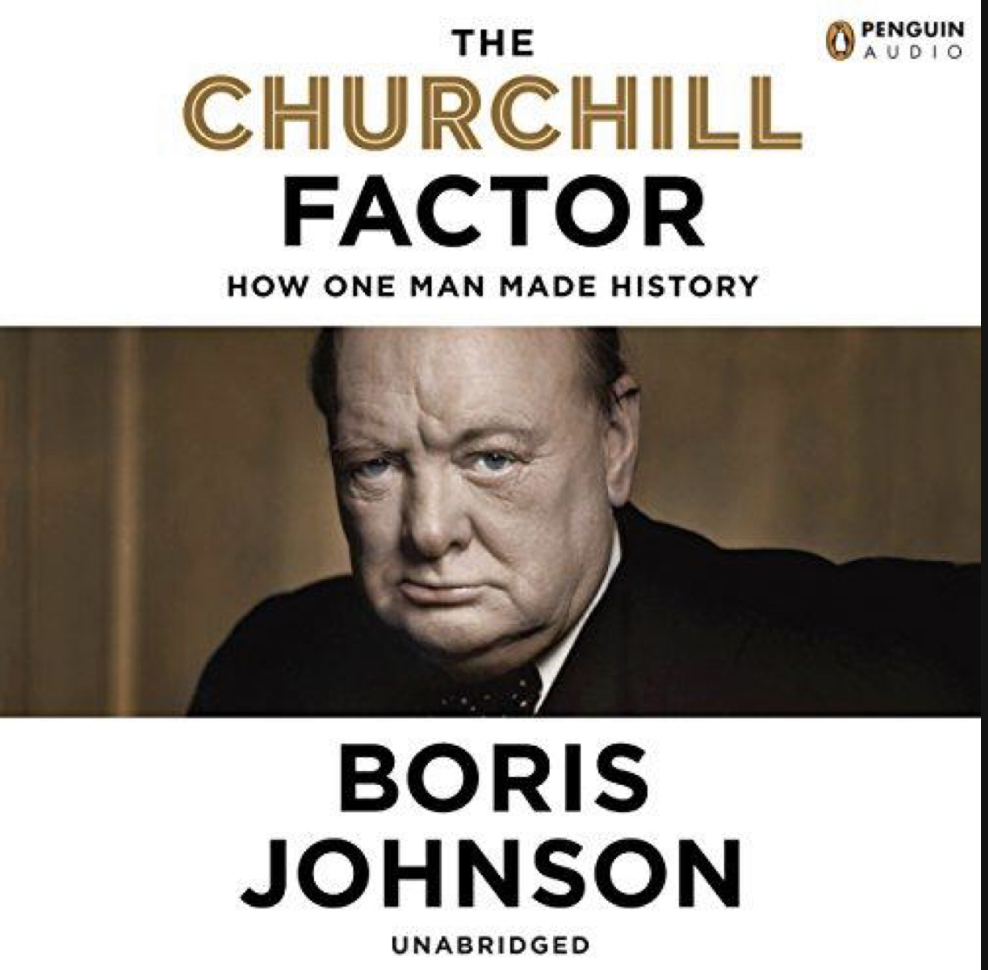 THE
PENGUIN
AUDIO
CHURCHILL
FACTOR
HOW ONE MAN MADE HISTORY
BORIS
JOHNSON
UNABRIDGED